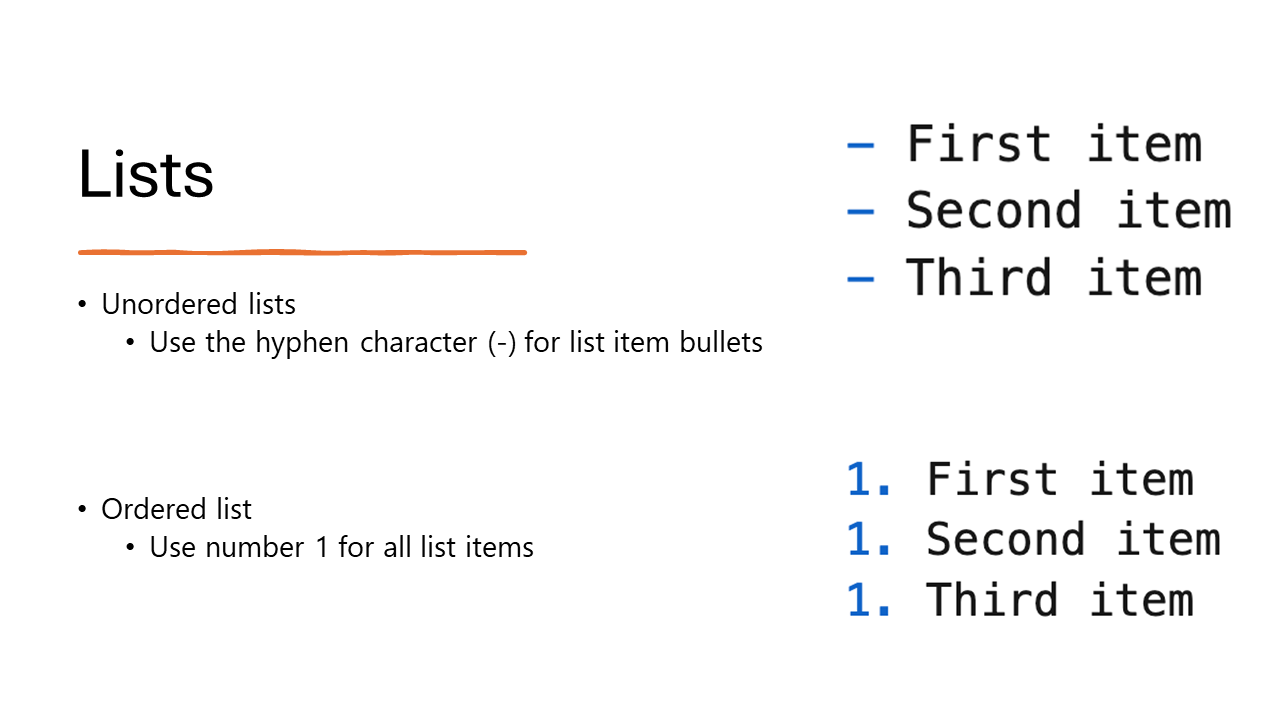 Lists
• Unordered lists
• Use the hyphen character (-) for list item bullets
• Ordered list
• Use number 1 for all list items
- First item
- Second item
- Third item
1. First item
1. Second item
1. Third item